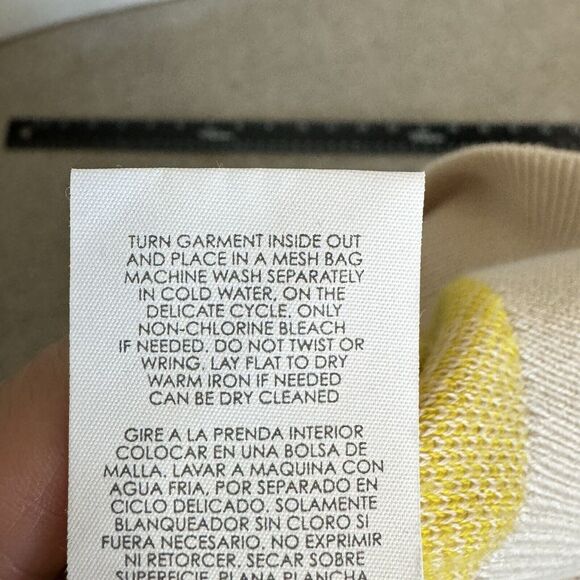 TURN GARMENT INSIDE OUT
AND PLACE IN A MESH BAG
MACHINE WASH SEPARATELY
IN COLD WATER, ON THE
DELICATE CYCLE, ONLY
NON-CHLORINE BLEACH
IF NEEDED. DO NOT TWIST OR
WRING. LAY FLAT TO DRY
WARM IRON IF NEEDED
CAN BE DRY CLEANED
GIRE A LA PRENDA INTERIOR
COLOCAR EN UNA BOLSA DE
MALLA. LAVAR A MAQUINA CON
AGUA FRIA, POR SEPARADO EN
CICLO DELICADO. SOLAMENTE
BLANQUEADOR SIN CLORO SI
FUERA NECESARIO. NO EXPRIMIR
NI RETORCER. SECAR SOBRE
SUPERFICIE PLANA PLANCHA